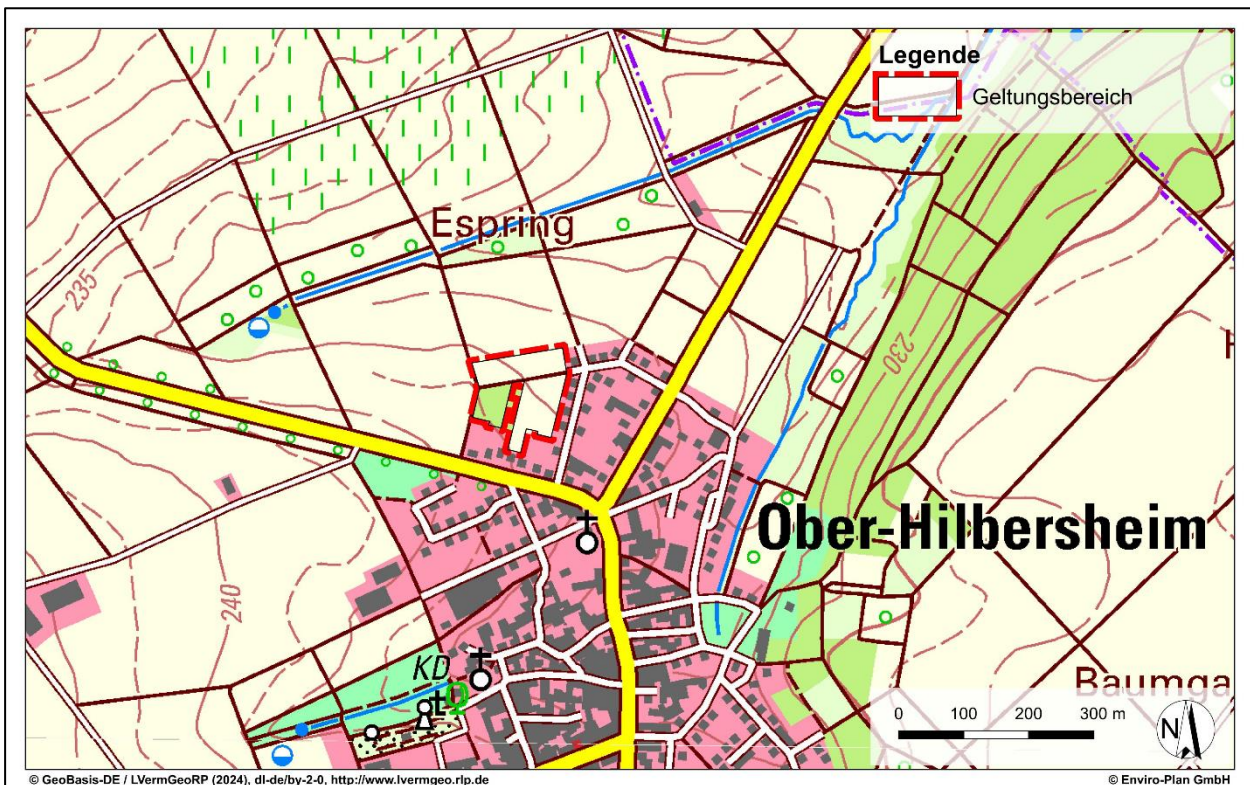 Legende
Geltungsbereich
Espring
235
230
Ober-Hilbersheim
240
KD
Baumga
0 100 200 300 m
N
© GeoBasis-DE / LVermGeoRP (2024), dl-de/by-2-0, http://www.lvermgeo.rlp.de
© Enviro-Plan GmbH